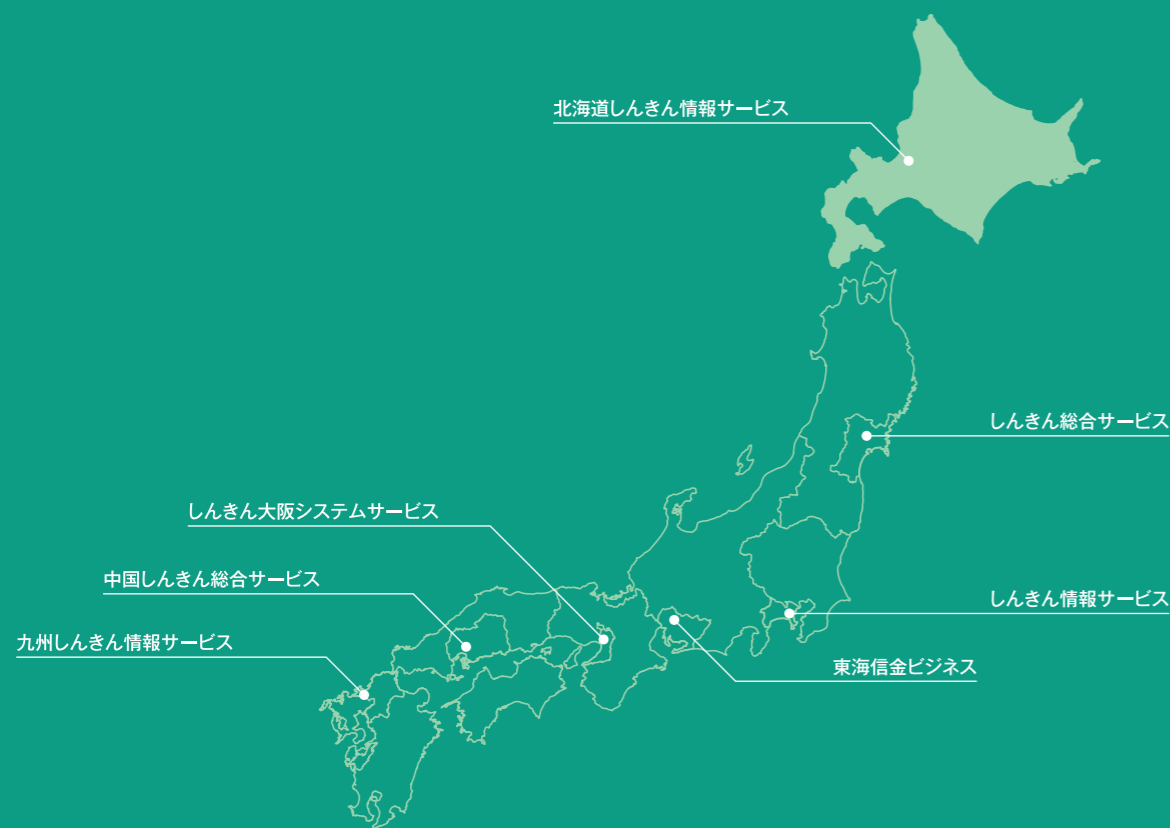 北海道しんきん情報サービス
しんきん総合サービス
しんきん大阪システムサービス
中国しんきん総合サービス
しんきん情報サービス
九州しんきん情報サービス
東海信金ビジネス